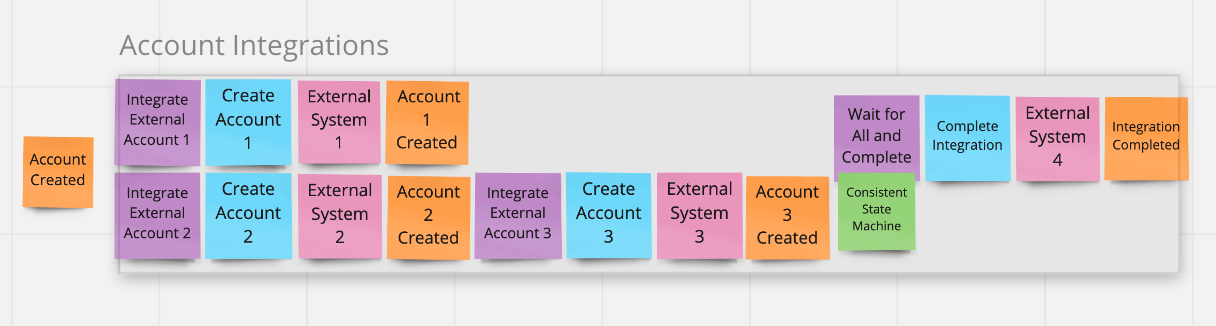 Account Integrations
Account
Created
Integrate
External
Account 1
Create
Account
1
External
System
1
Account
1
Created
Wait for
All and
Complete
Complete
Integration
External
System
4
Integration
Completed
Integrate
External
Account 2
Create
Account
2
External
System
2
Account
2
Created
Integrate
External
Account 3
Create
Account
3
External
System
3
Account
3
Created
Consistent
State
Machine